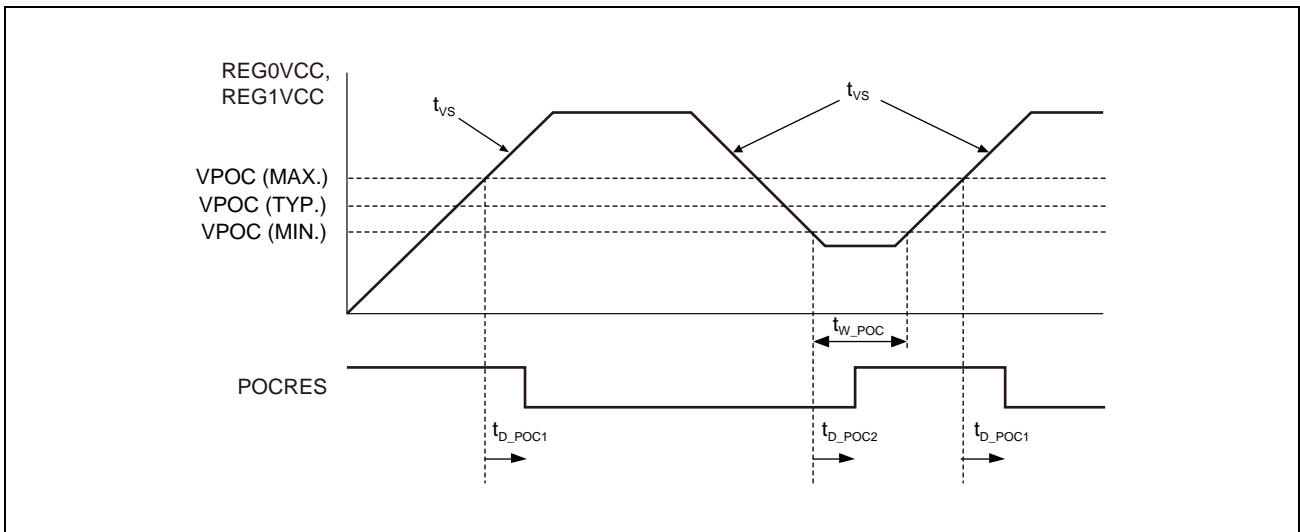 REG0VCC,
REG1VCC
tVS
tVS
VPOC (MAX.)
VPOC (TYP.)
VPOC (MIN.)
tW_POC
POCRES
tD_POC1
tD_POC2
tD_POC1